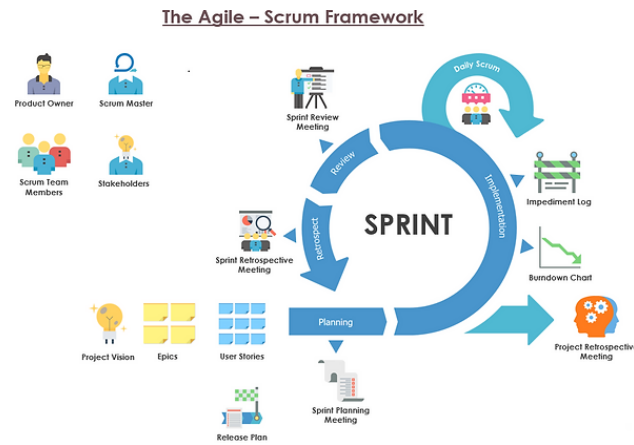 The Agile – Scrum Framework
Product Owner
Scrum Master
Scrum Team
Members
Stakeholders
Sprint Review
Meeting
Daily Scrum
Review
Implementation
Impediment Log
SPRINT
Retrospect
Sprint Retrospective
Meeting
Burndown Chart
Planning
Project Vision
Epics
User Stories
Project Retrospective
Meeting
Sprint Planning
Meeting
Release Plan